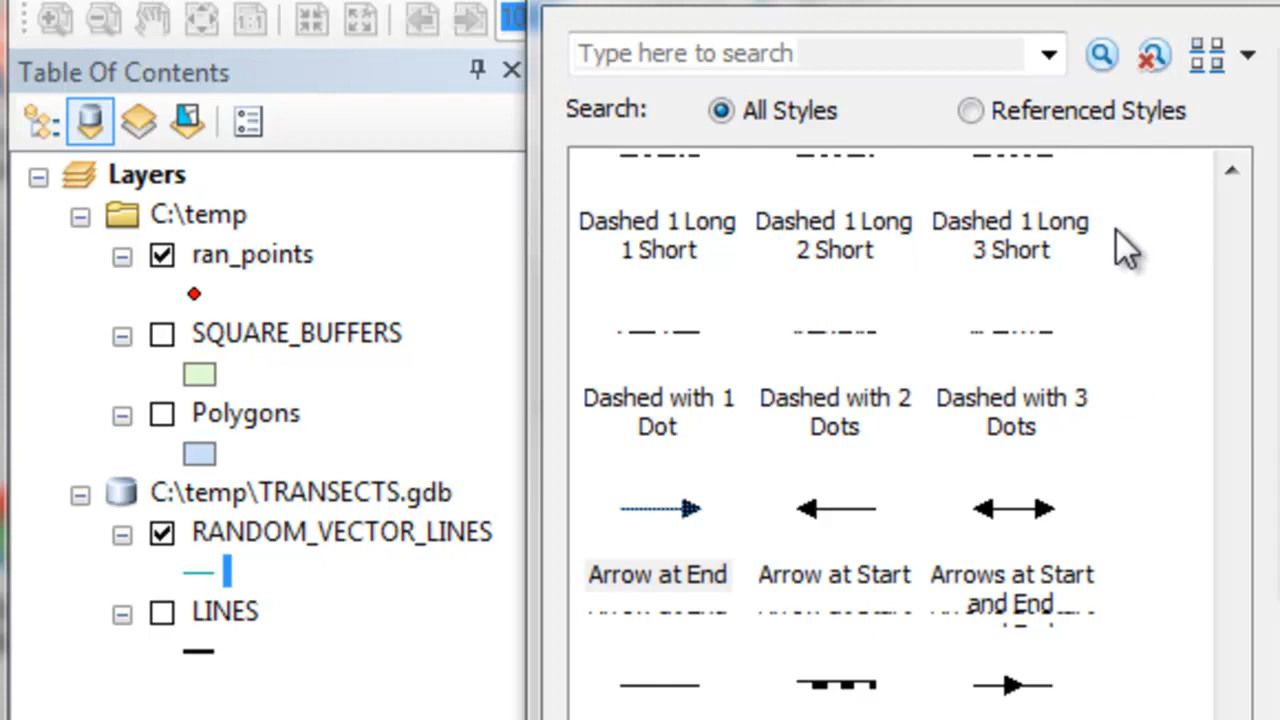 10
Type here to search
Table Of Contents
Search:
All Styles
Referenced Styles
Layers
C:\temp
ran_points
SQUARE_BUFFERS
Polygons
C:\temp\TRANSECTS.gdb
RANDOM_VECTOR_LINES
LINES
Dashed 1 Long
1 Short
Dashed 1 Long
2 Short
Dashed 1 Long
3 Short
Dashed with 1
Dot
Dashed with 2
Dots
Dashed with 3
Dots
Arrow at End
Arrow at Start
Arrows at Start
and End